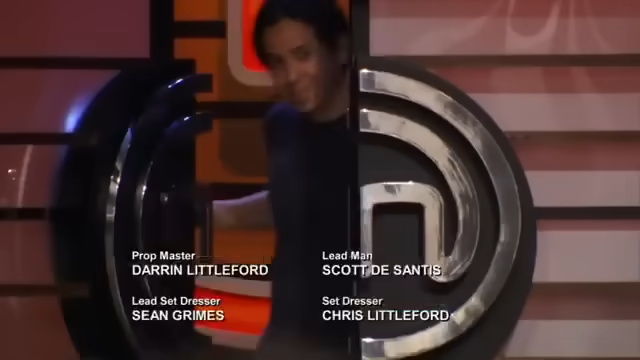 Prop Master
DARRIN LITTLEFORD
Lead Man
SCOTT DE SANTIS
Lead Set Dresser
SEAN GRIMES
Set Dresser
CHRIS LITTLEFORD